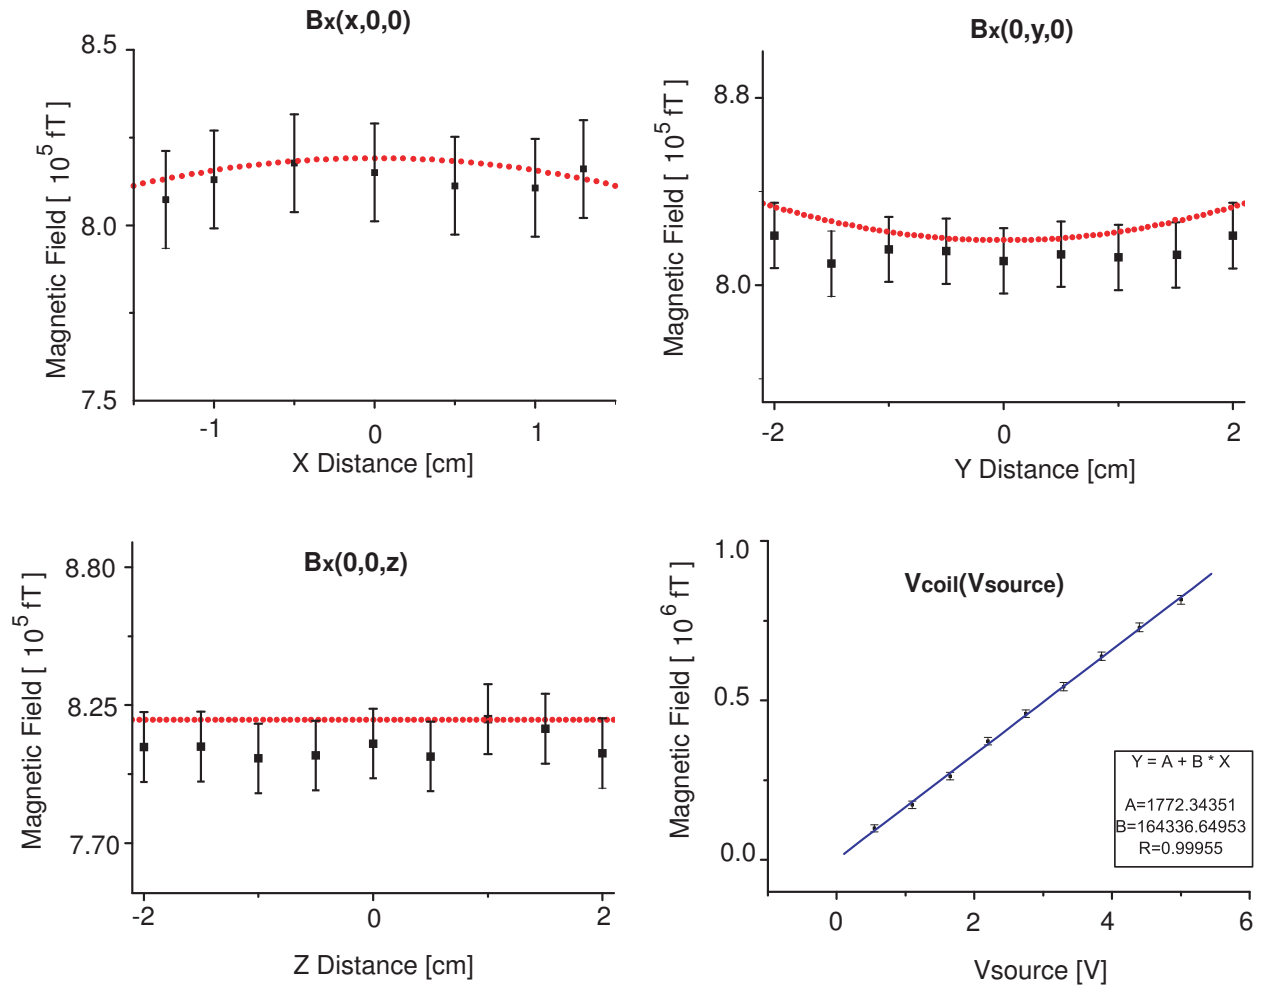 Bx(x,0,0)
8.5
8.0
7.5
Magnetic Field [ 10^5 fT ]
-1 0 1
X Distance [cm]
Bx(0,y,0)
8.8
8.0
Magnetic Field [ 10^5 fT ]
-2 0 2
Y Distance [cm]
Bx(0,0,z)
8.80
8.25
7.70
Magnetic Field [ 10^5 fT ]
-2 0 2
Z Distance [cm]
Vcoil(Vsource)
1.0
0.5
0.0
Magnetic Field [ 10^6 fT ]
Y = A + B * X
A=1772.34351
B=164336.64953
R=0.99955
0 2 4 6
Vsource [V]